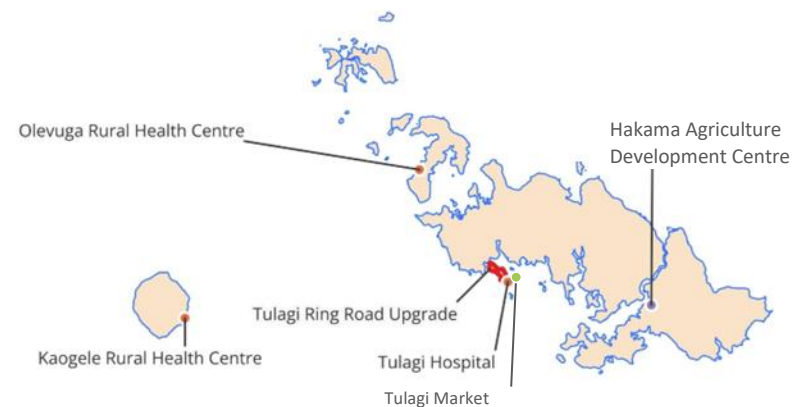 Olevuga Rural Health Centre
Hakama Agriculture
Development Centre
Tulagi Ring Road Upgrade
Kaogele Rural Health Centre
Tulagi Hospital
Tulagi Market